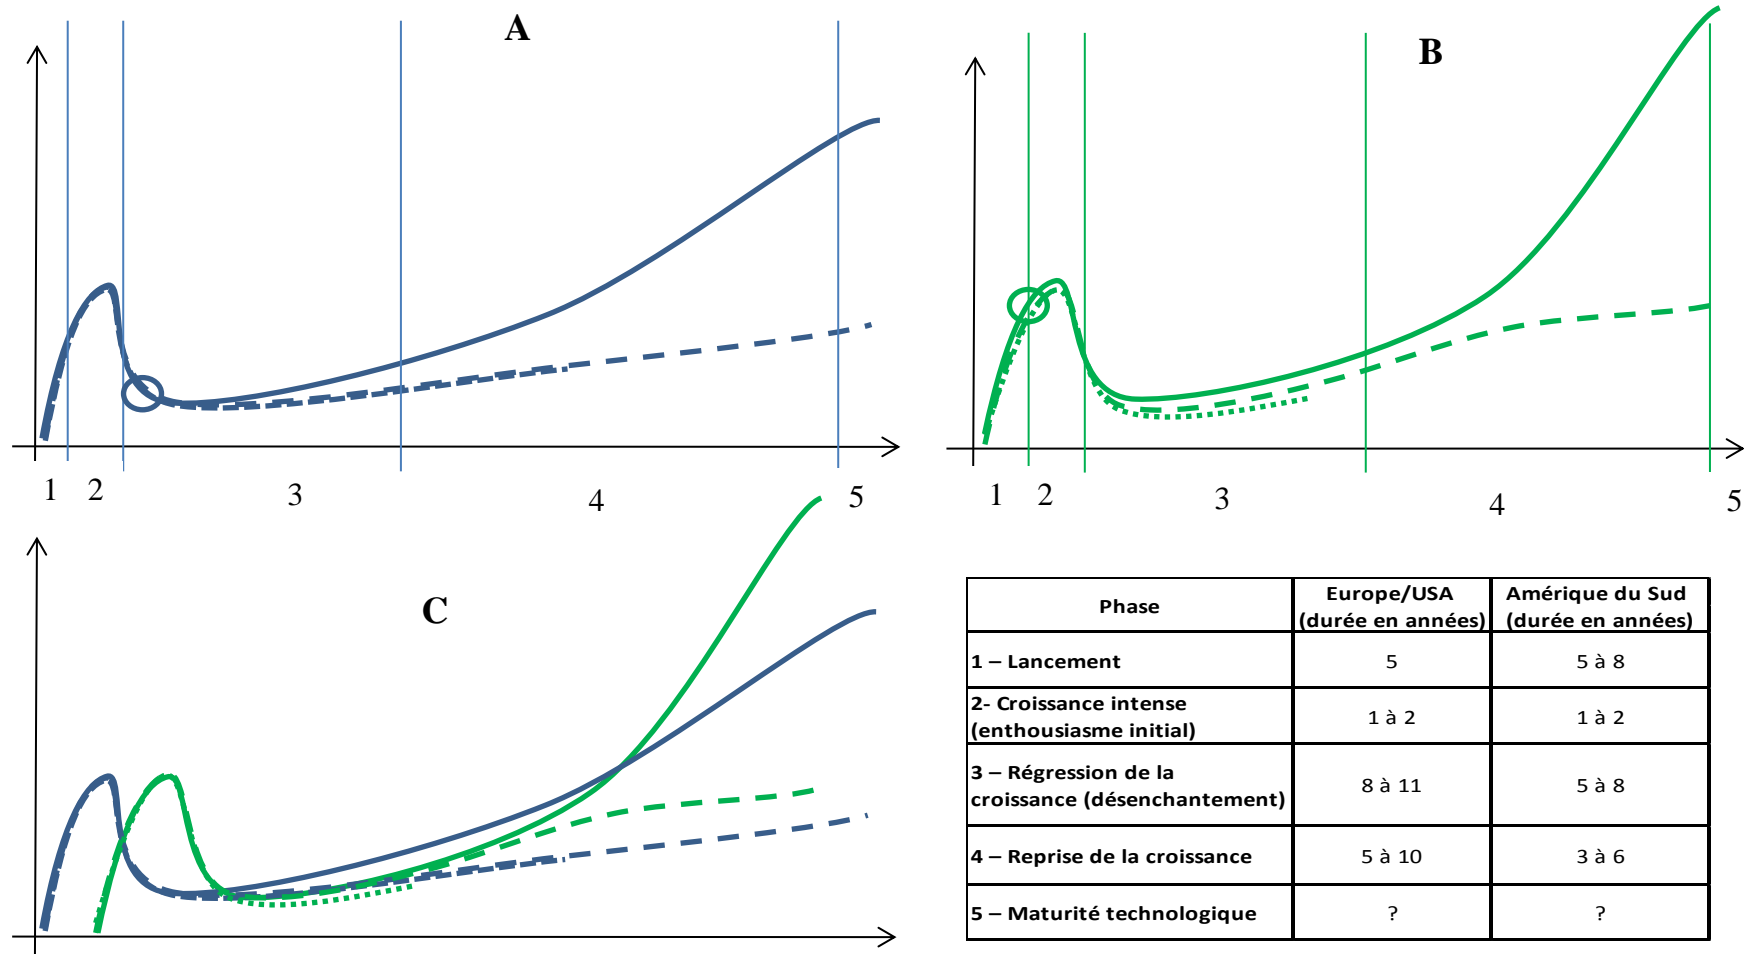 A
B
1 2 3 4 5
1 2 3 4 5
C
Phase
Europe/USA
(durée en années)
Amérique du Sud
(durée en années)
1 – Lancement
5
5 à 8
2- Croissance intense
(enthousiasme initial)
1 à 2
1 à 2
3 – Régression de la
croissance (désenchantement)
8 à 11
5 à 8
4 – Reprise de la croissance
5 à 10
3 à 6
5 – Maturité technologique
?
?